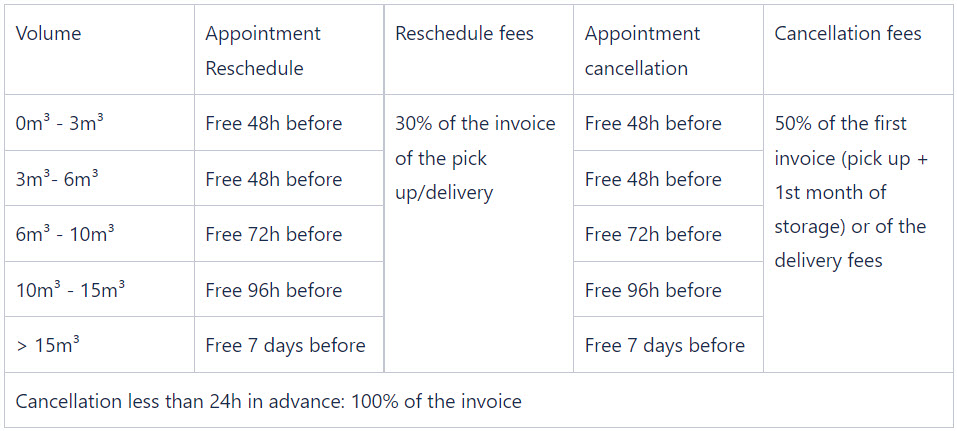 Volume
Appointment
Reschedule
Reschedule fees
Appointment
cancellation
Cancellation fees
0m³ - 3m³
Free 48h before
30% of the invoice
of the pick
up/delivery
Free 48h before
50% of the first
invoice (pick up +
1st month of
storage) or of the
delivery fees
3m³- 6m³
Free 48h before
Free 48h before
6m³ - 10m³
Free 72h before
Free 72h before
10m³ - 15m³
Free 96h before
Free 96h before
> 15m³
Free 7 days before
Free 7 days before
Cancellation less than 24h in advance: 100% of the invoice